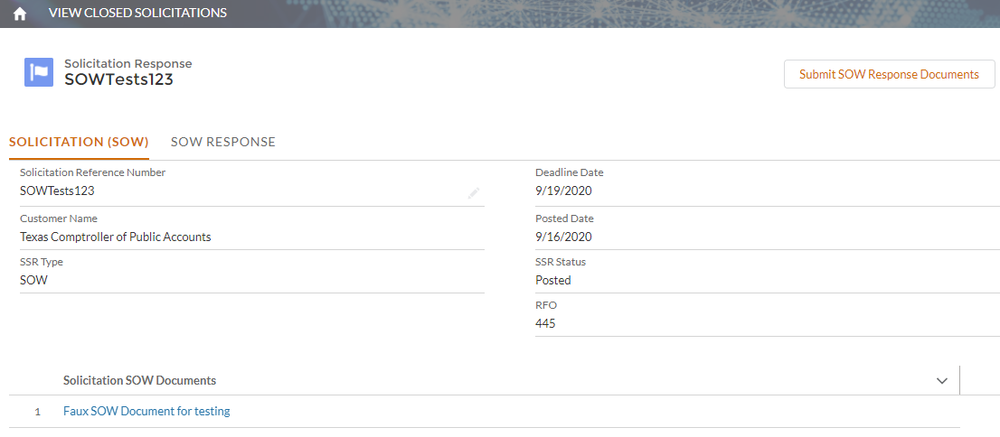 VIEW CLOSED SOLICITATIONS
Solicitation Response
SOWTests123
Submit SOW Response Documents
SOLICITATION (SOW)
SOW RESPONSE
Solicitation Reference Number
SOWTests123
Deadline Date
9/19/2020
Customer Name
Texas Comptroller of Public Accounts
Posted Date
9/16/2020
SSR Type
SOW
SSR Status
Posted
RFO
445
Solicitation SOW Documents
1 Faux SOW Document for testing